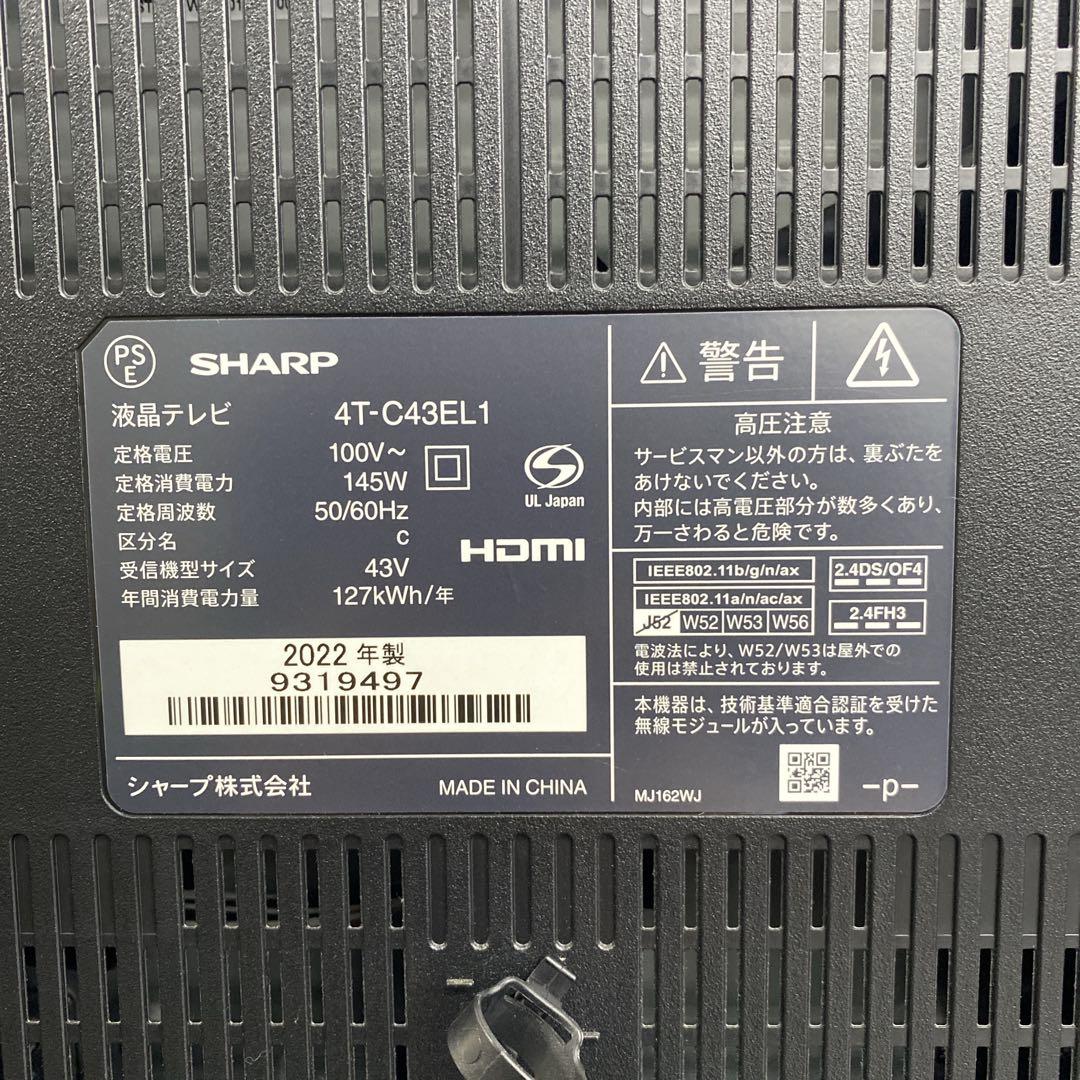 PSE
SHARP
液晶テレビ 4T-C43EL1
定格電圧 100V～
定格消費電力 145W
定格周波数 50/60Hz
区分名 C
受信機型サイズ 43V
年間消費電力量 127kWh/年
S
UL Japan
HDMI
2022 年製
9319497
シャープ株式会社 MADE IN CHINA
警告
高圧注意
サービスマン以外の方は、裏ぶたを
あけないでください。
内部には高電圧部分が数多くあり、
万一さわると危険です。
IEEE802.11b/g/n/ax
IEEE802.11a/n/ac/ax
J52 W52 W53 W56
2.4DS/OF4
2.4FH3
電波法により、W52/W53は屋外での
使用は禁止されております。
本機器は、技術基準適合認証を受けた
無線モジュールが入っています。
MJ162WJ
-p-